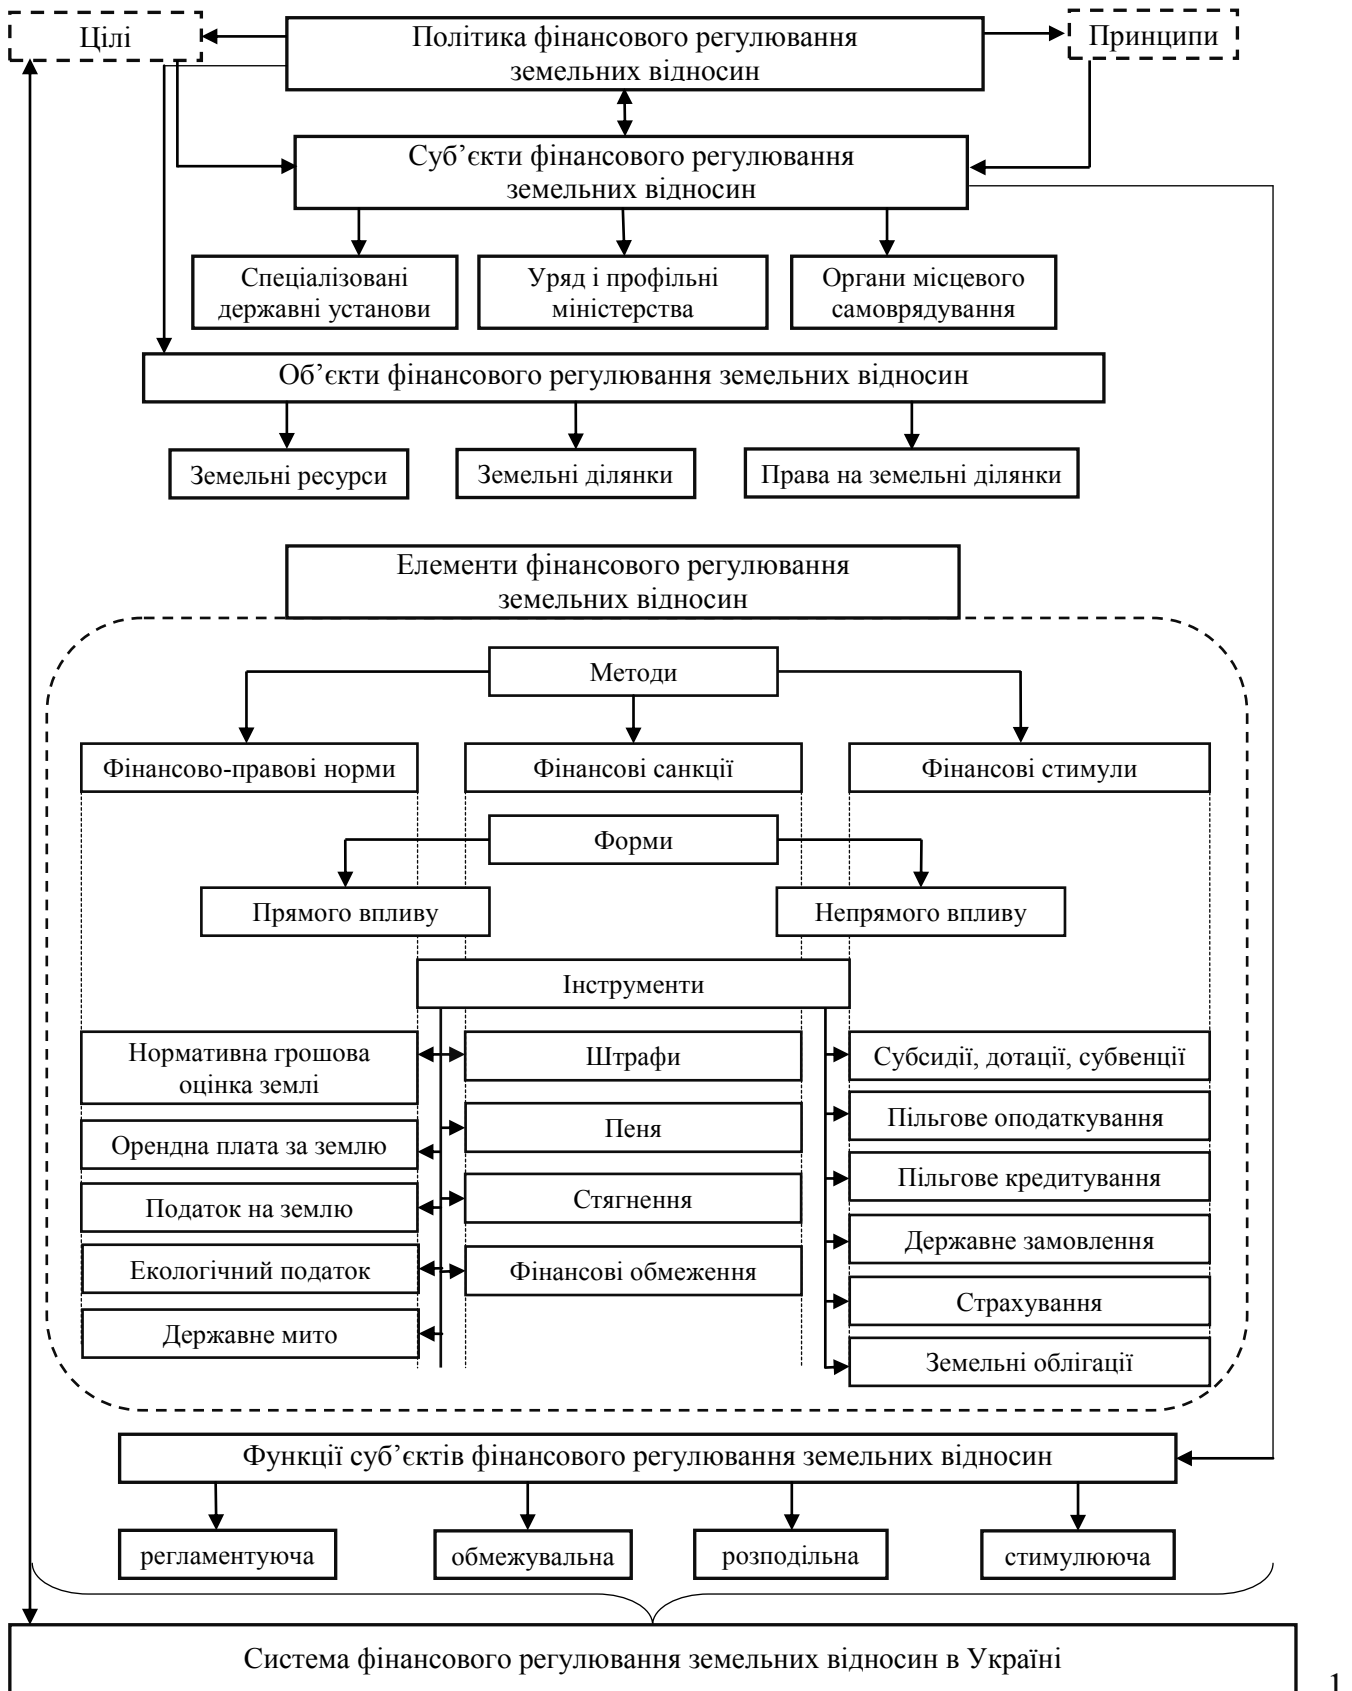 Цілі
Політика фінансового регулювання
земельних відносин
Принципи
Суб’єкти фінансового регулювання
земельних відносин
Спеціалізовані
державні установи
Уряд і профільні
міністерства
Органи місцевого
самоврядування
Об’єкти фінансового регулювання земельних відносин
Земельні ресурси
Земельні ділянки
Права на земельні ділянки
Елементи фінансового регулювання
земельних відносин
Методи
Фінансово-правові норми
Фінансові санкції
Фінансові стимули
Форми
Прямого впливу
Непрямого впливу
Інструменти
Нормативна грошова
оцінка землі
Орендна плата за землю
Податок на землю
Екологічний податок
Державне мито
Штрафи
Пеня
Стягнення
Фінансові обмеження
Субсидії, дотації, субвенції
Пільгове оподаткування
Пільгове кредитування
Державне замовлення
Страхування
Земельні облігації
Функції суб’єктів фінансового регулювання земельних відносин
регламентуюча
обмежувальна
розподільна
стимулююча
Система фінансового регулювання земельних відносин в Україні
1